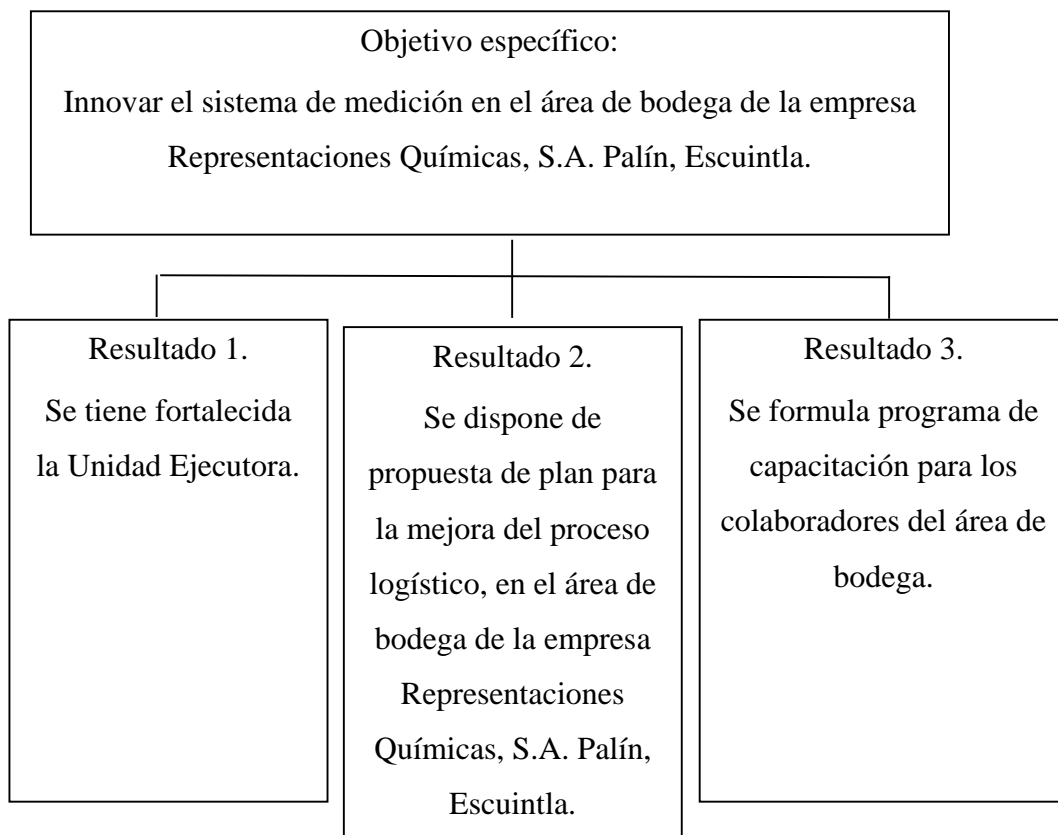 Objetivo específico:
Innovar el sistema de medición en el área de bodega de la empresa
Representaciones Químicas, S.A. Palín, Escuintla.
Resultado 1.
Se tiene fortalecida
la Unidad Ejecutora.
Resultado 2.
Se dispone de
propuesta de plan para
la mejora del proceso
logístico, en el área de
bodega de la empresa
Representaciones
Químicas, S.A. Palín,
Escuintla.
Resultado 3.
Se formula programa de
capacitación para los
colaboradores del área de
bodega.